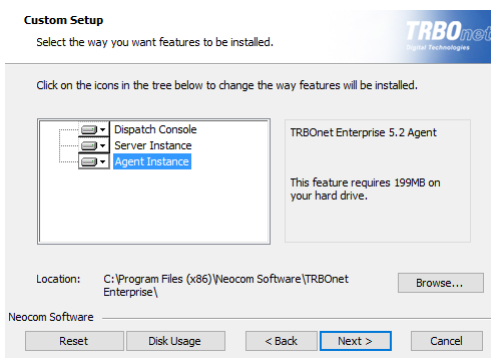 Custom Setup
Select the way you want features to be installed.
TRBOnet
Digital Technologies
Click on the icons in the tree below to change the way features will be installed.
Dispatch Console
Server Instance
Agent Instance
TRBOnet Enterprise 5.2 Agent
This feature requires 199MB on
your hard drive.
Location:
C:\Program Files (x86)\Neocom Software\TRBOnet
Enterprise\
Browse...
Neocom Software
Reset
Disk Usage
< Back
Next >
Cancel